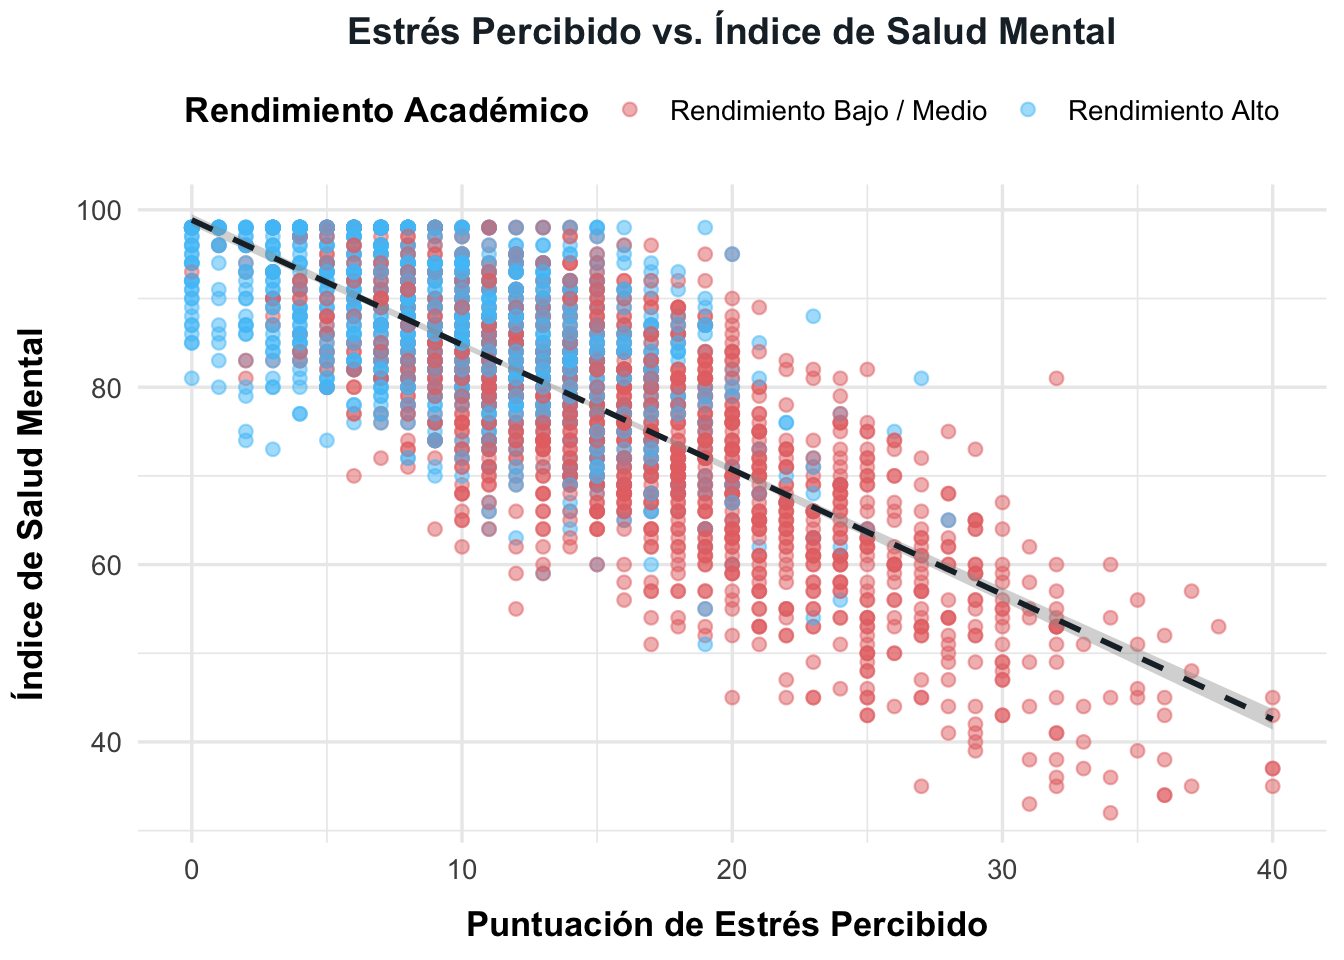 Estrés Percibido vs. Índice de Salud Mental
Rendimiento Académico Rendimiento Bajo / Medio Rendimiento Alto
Índice de Salud Mental
100
80
60
40
0 10 20 30 40
Puntuación de Estrés Percibido